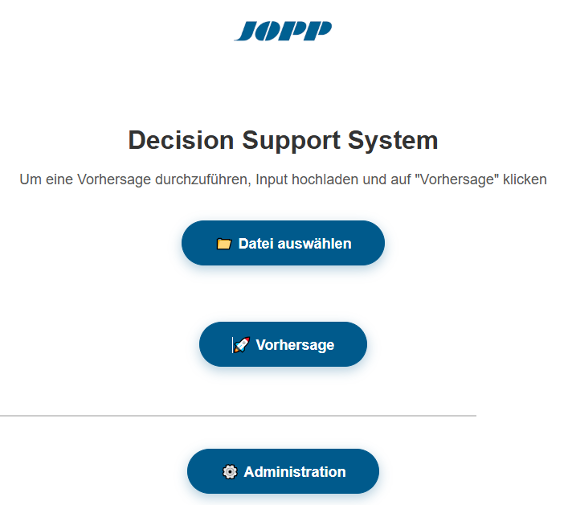 JOPP
Decision Support System
Um eine Vorhersage durchzuführen, Input hochladen und auf "Vorhersage" klicken
Datei auswählen
Vorhersage
Administration